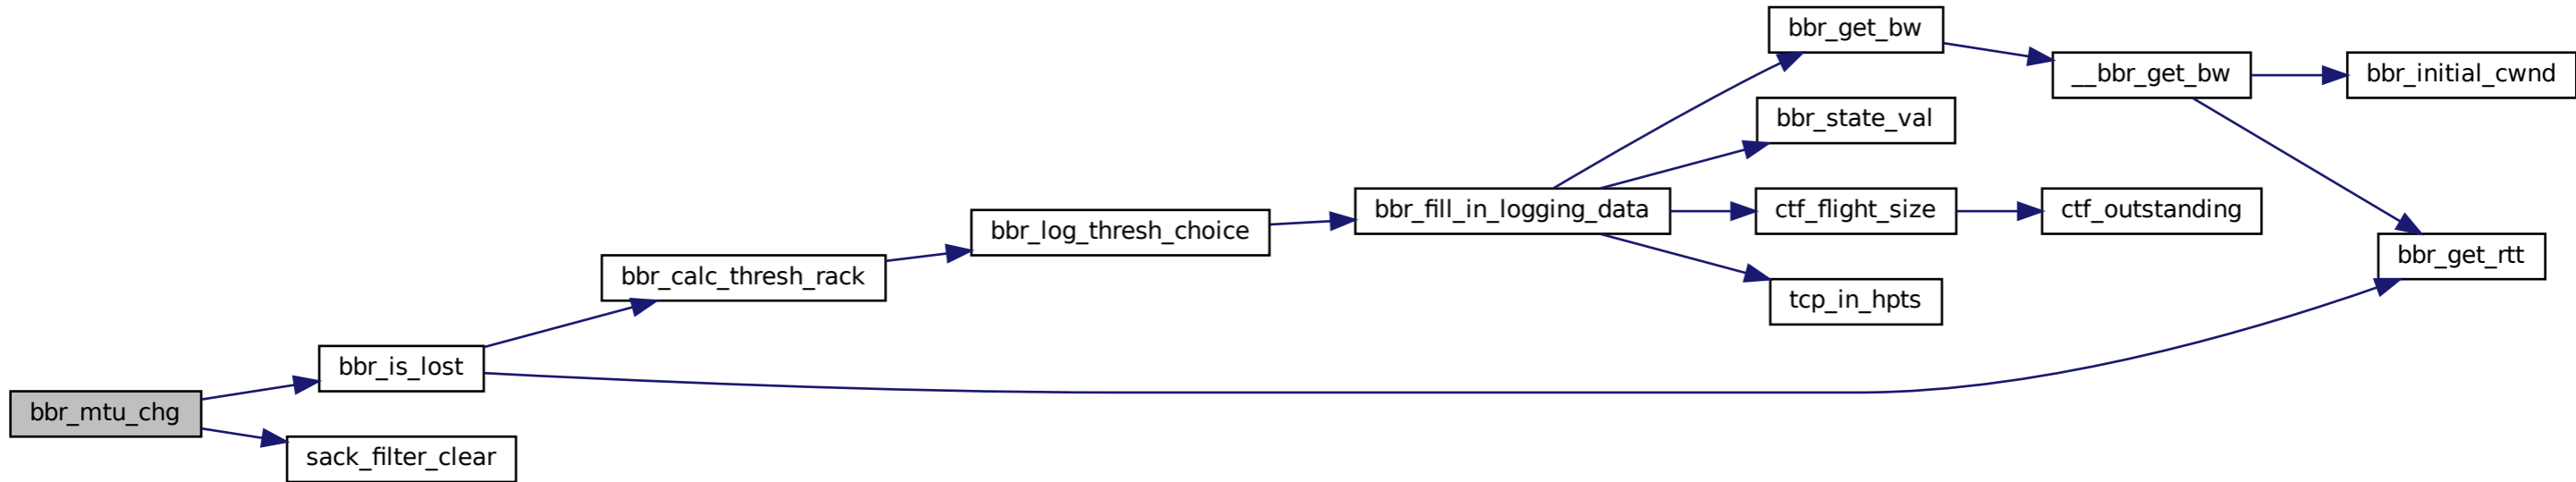 bbr_mtu_chg
bbr_is_lost
sack_filter_clear
bbr_calc_thresh_rack
bbr_log_thresh_choice
bbr_fill_in_logging_data
bbr_get_bw
bbr_state_val
ctf_flight_size
tcp_in_hpts
__bbr_get_bw
ctf_outstanding
bbr_initial_cwnd
bbr_get_rtt